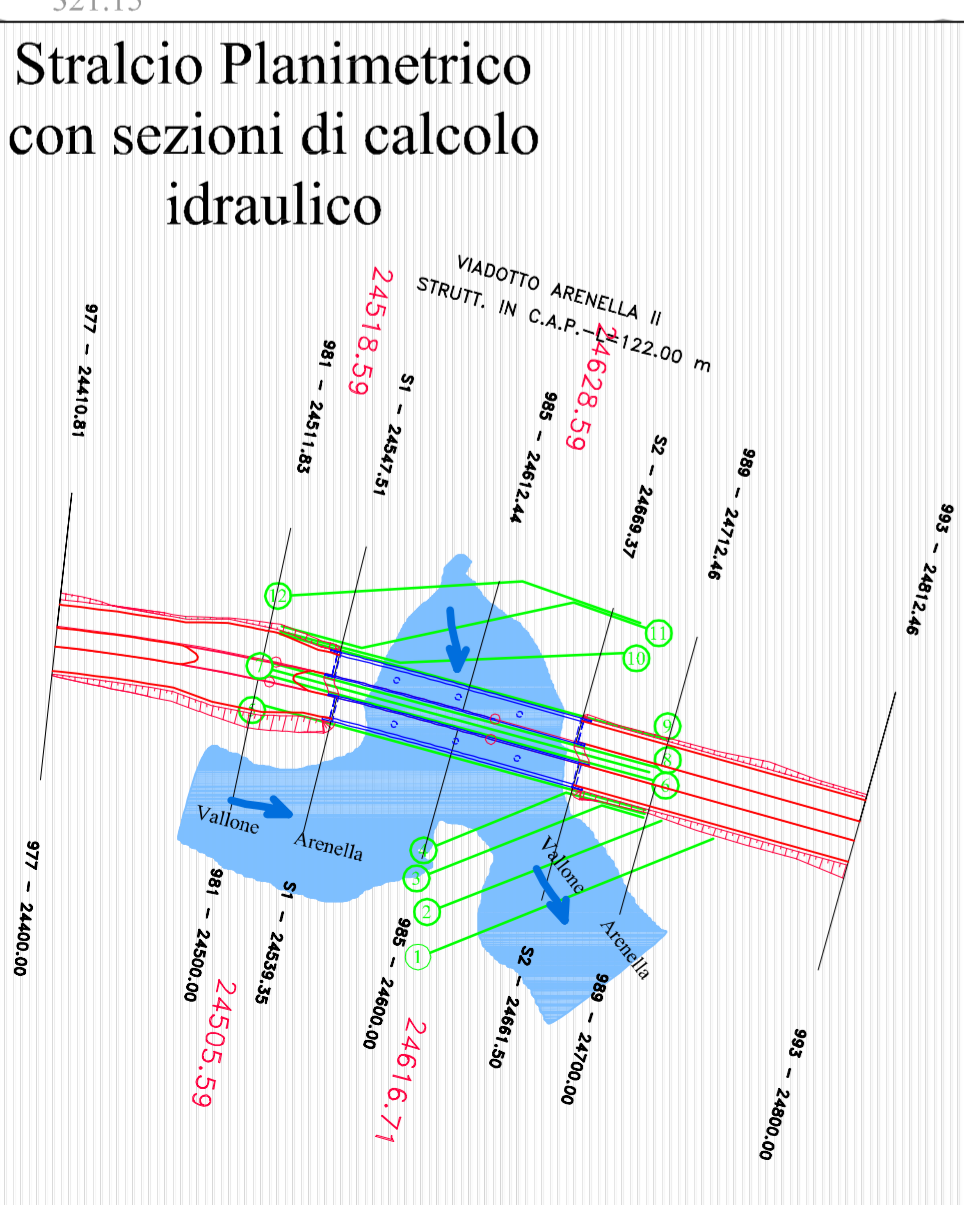 Stralcio Planimetrico
con sezioni di calcolo
idraulico
VIADOTTO ARENELLA II
STRUTT. IN C.A.P.-L=122.00 m
977 - 24410.81
981 - 24511.83
24518.59
S1 - 24547.51
985 - 24612.44
24628.59
S2 - 24669.37
989 - 24712.46
993 - 24812.46
12
11
10
9
8
7
6
4
3
2
1
Vallone
Arenella
Vallone
Arenella
977 - 24400.00
981 - 24500.00
24505.59
S1 - 24539.35
985 - 24600.00
24616.71
S2 - 24661.50
989 - 24700.00
993 - 24800.00